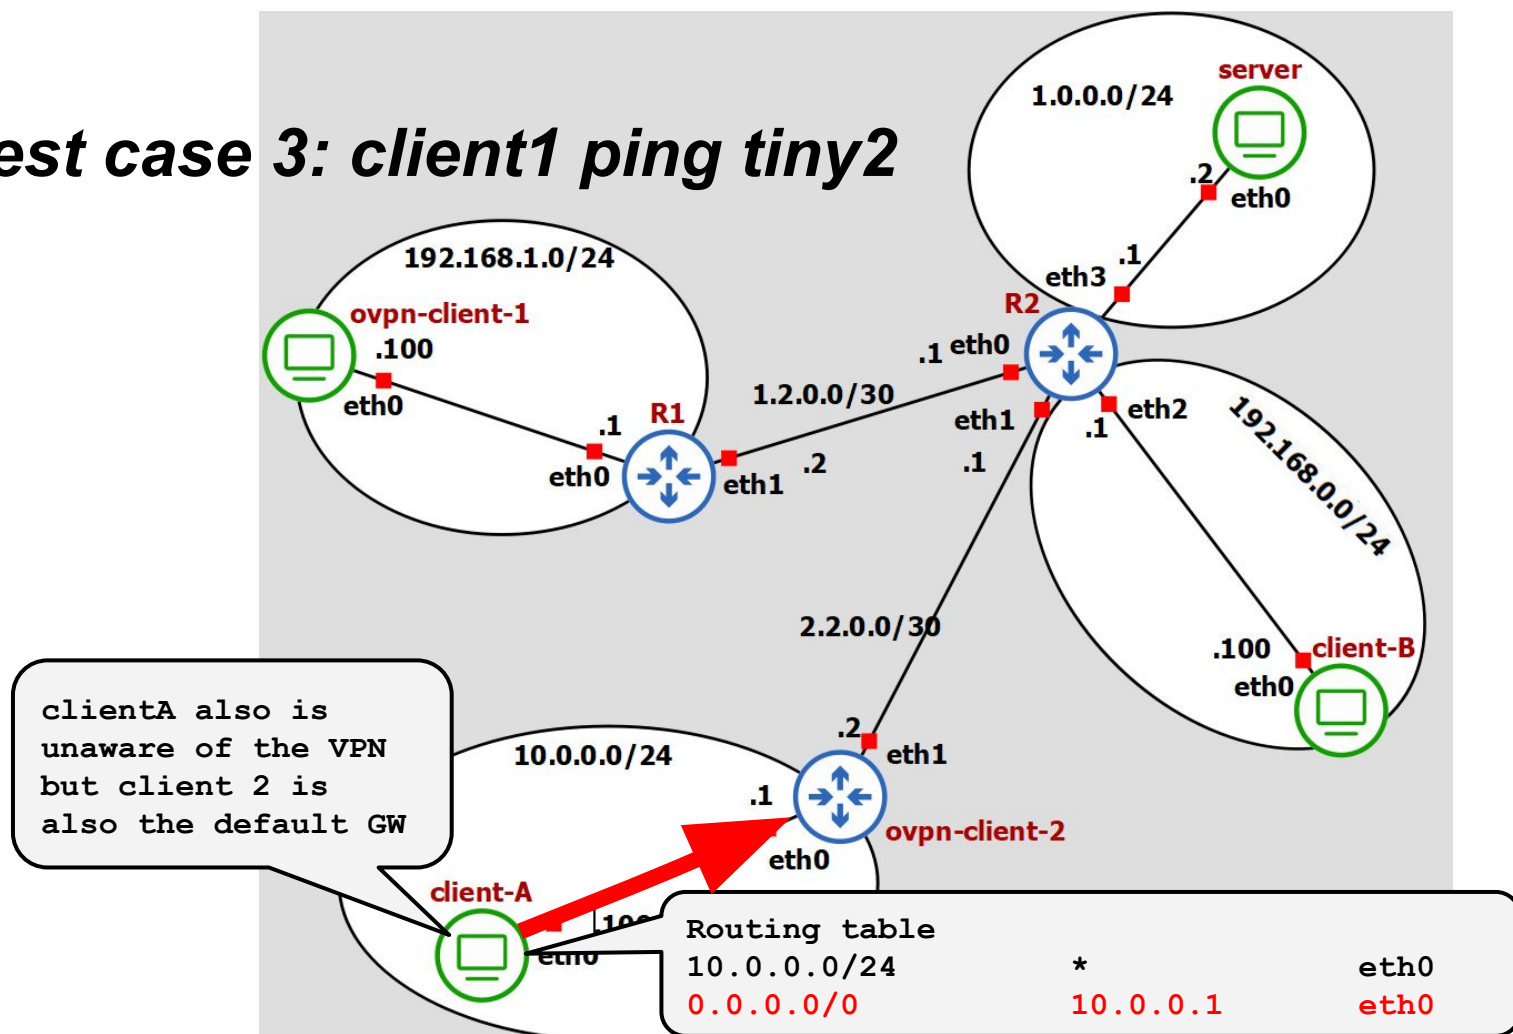 est case 3: client1 ping tiny2
server
1.0.0.0/24
.2
eth0
.1
eth3
R2
192.168.1.0/24
ovpn-client-1
.100
eth0
.1
eth0
R1
1.2.0.0/30
.1 eth0
eth1
.2
eth1
.1
eth2
.1
192.168.0.0/24
2.2.0.0/30
.100
client-B
eth0
clientA also is
unaware of the VPN
but client 2 is
also the default GW
10.0.0.0/24
.2
eth1
.1
ovpn-client-2
eth0
client-A
.100
eth0
Routing table
10.0.0.0/24 * eth0
0.0.0.0/0 10.0.0.1 eth0